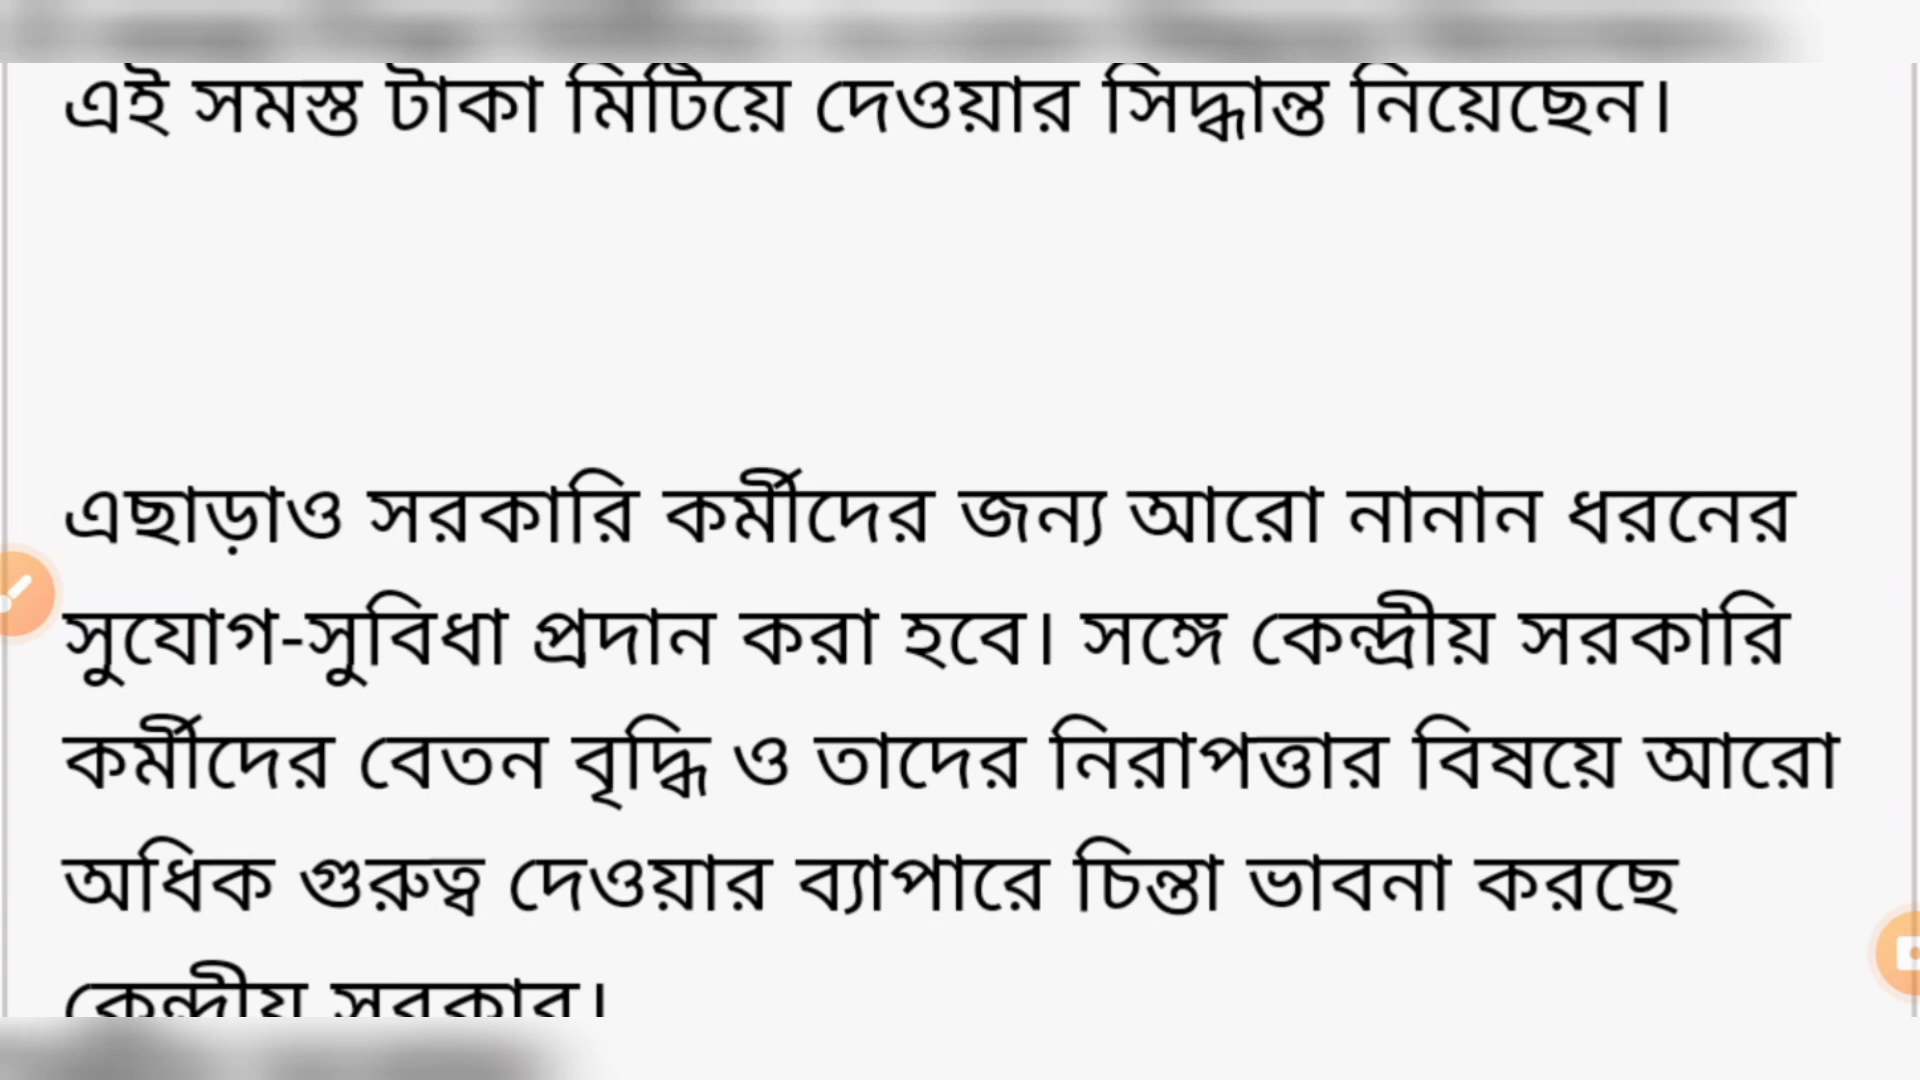 এই সমস্ত টাকা মিটিয়ে দেওয়ার সিদ্ধান্ত নিয়েছেন।
এছাড়াও সরকারি কর্মীদের জন্য আরো নানান ধরনের
সুযোগ-সুবিধা প্রদান করা হবে। সঙ্গে কেন্দ্রীয় সরকারি
কর্মীদের বেতন বৃদ্ধি ও তাদের নিরাপত্তার বিষয়ে আরো
অধিক গুরুত্ব দেওয়ার ব্যাপারে চিন্তা ভাবনা করছে
কেন্দ্রীয় সরকার।